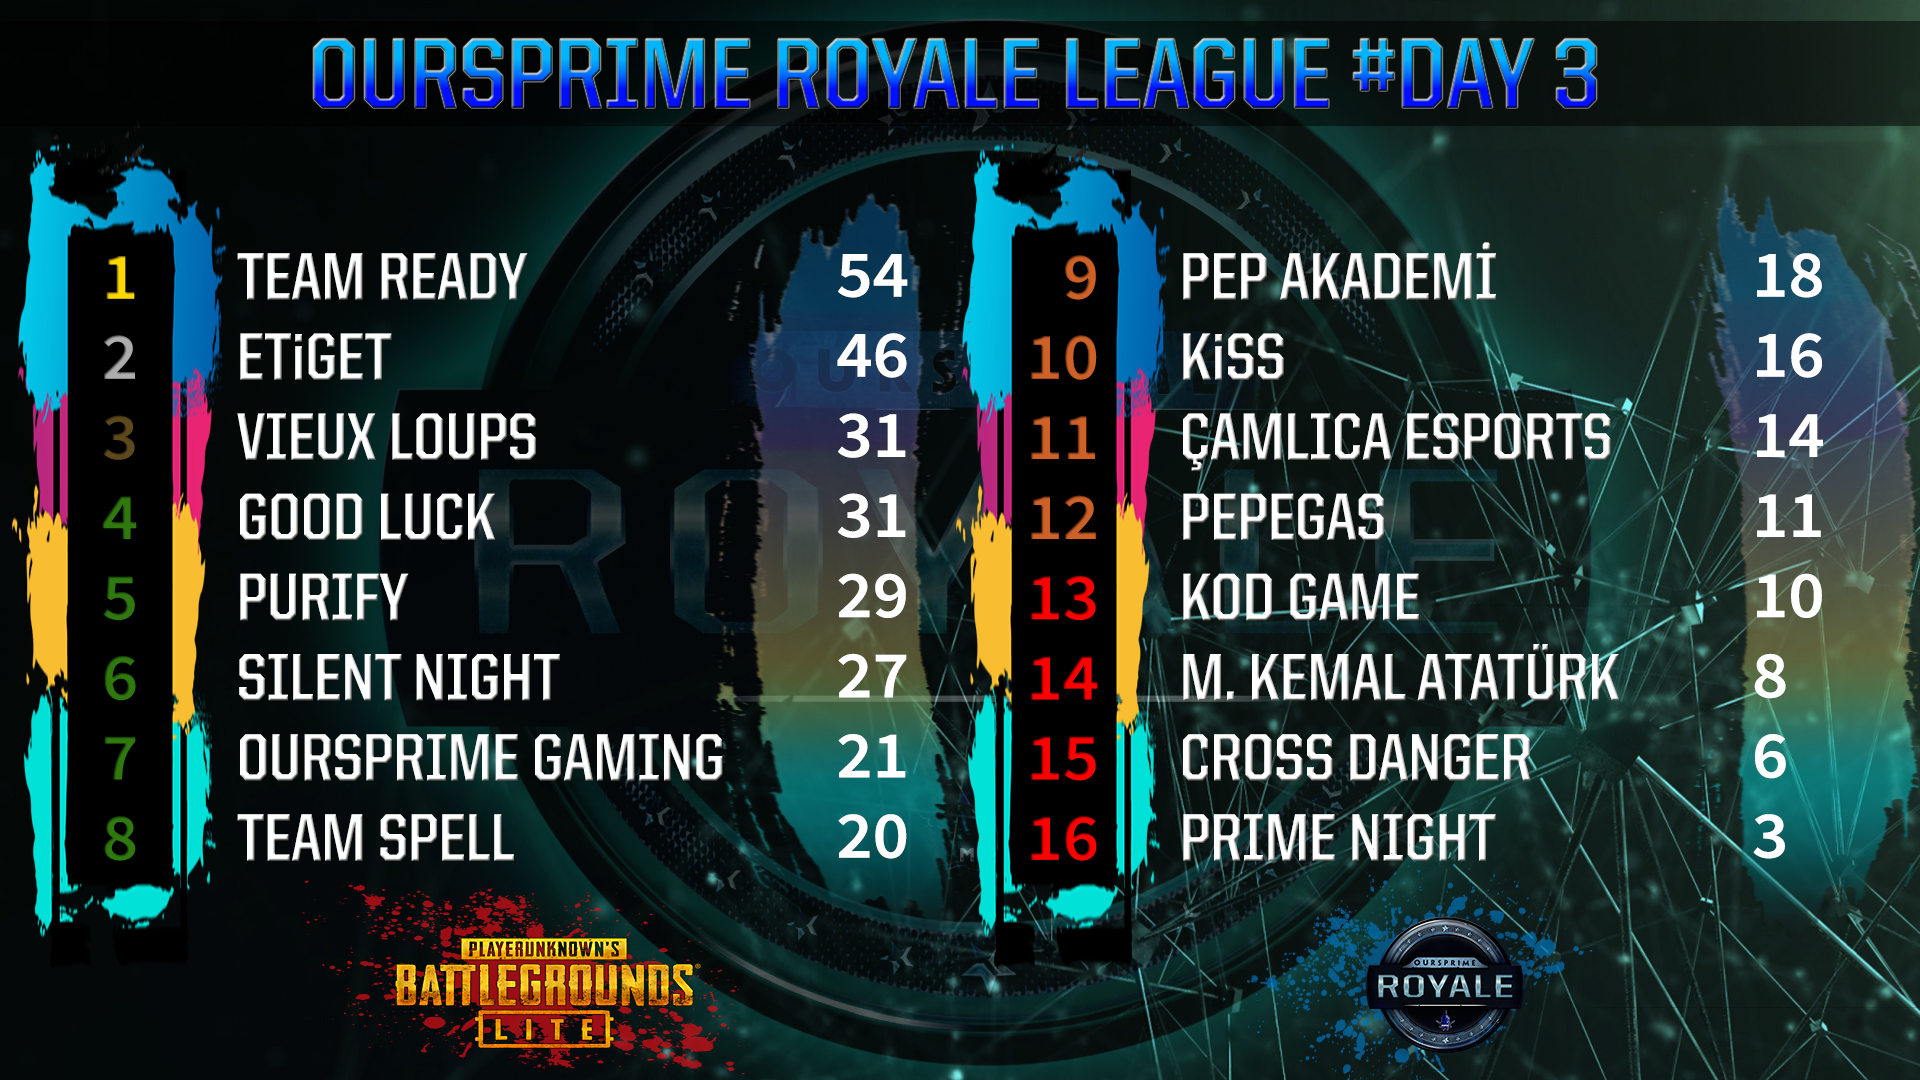 OURSPRIME ROYALE LEAGUE #DAY 3
1 TEAM READY 54
2 ETiGET 46
3 VIEUX LOUPS 31
4 GOOD LUCK 31
5 PURIFY 29
6 SILENT NIGHT 27
7 OURSPRIME GAMING 21
8 TEAM SPELL 20
9 PEP AKADEMİ 18
10 KiSS 16
11 ÇAMLICA ESPORTS 14
12 PEPEGAS 11
13 KOD GAME 10
14 M. KEMAL ATATÜRK 8
15 CROSS DANGER 6
16 PRIME NIGHT 3
PLAYERUNKNOWN'S
BATTLEGROUNDS
LITE
OURSPRIME
ROYALE
ROYALE